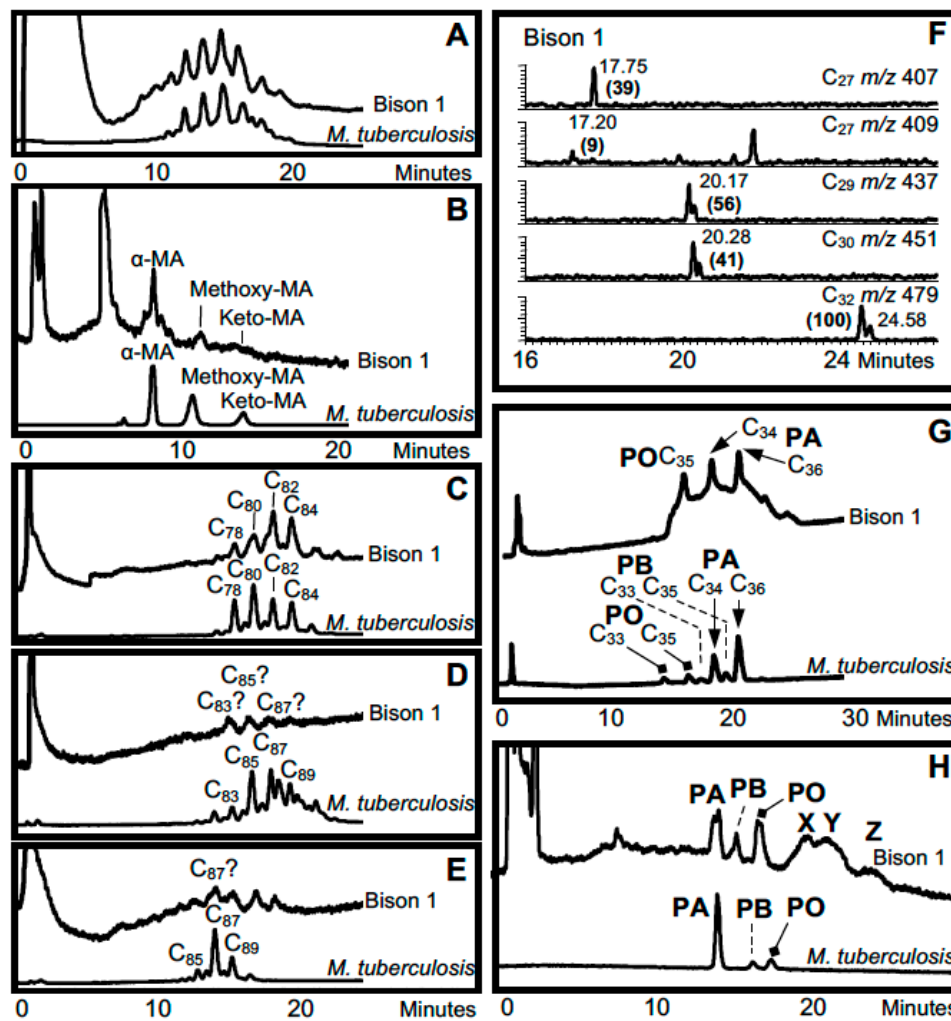 A
Bison 1
M. tuberculosis
0 10 20 Minutes
B
α-MA
Methoxy-MA
Keto-MA
Bison 1
α-MA
Methoxy-MA
Keto-MA
M. tuberculosis
0 10 20 Minutes
C
C78 C80 C82 C84
Bison 1
C78 C80 C82 C84
M. tuberculosis
D
C85?
C83? C87?
Bison 1
C83 C85 C87 C89
M. tuberculosis
E
C87?
Bison 1
C87
C85 C89
M. tuberculosis
0 10 20 Minutes
F
Bison 1
17.75
(39)
C27 m/z 407
17.20
(9)
C27 m/z 409
20.17
(56)
C29 m/z 437
20.28
(41)
C30 m/z 451
C32 m/z 479
(100) 24.58
16 20 24 Minutes
G
C34 PA
POC35 C36
Bison 1
PB PA
C33 C35 C34 C36
PO
C33 C35
M. tuberculosis
0 10 20 30 Minutes
H
PA PB PO
X Y Z
Bison 1
PA PB PO
M. tuberculosis
0 10 20 Minutes